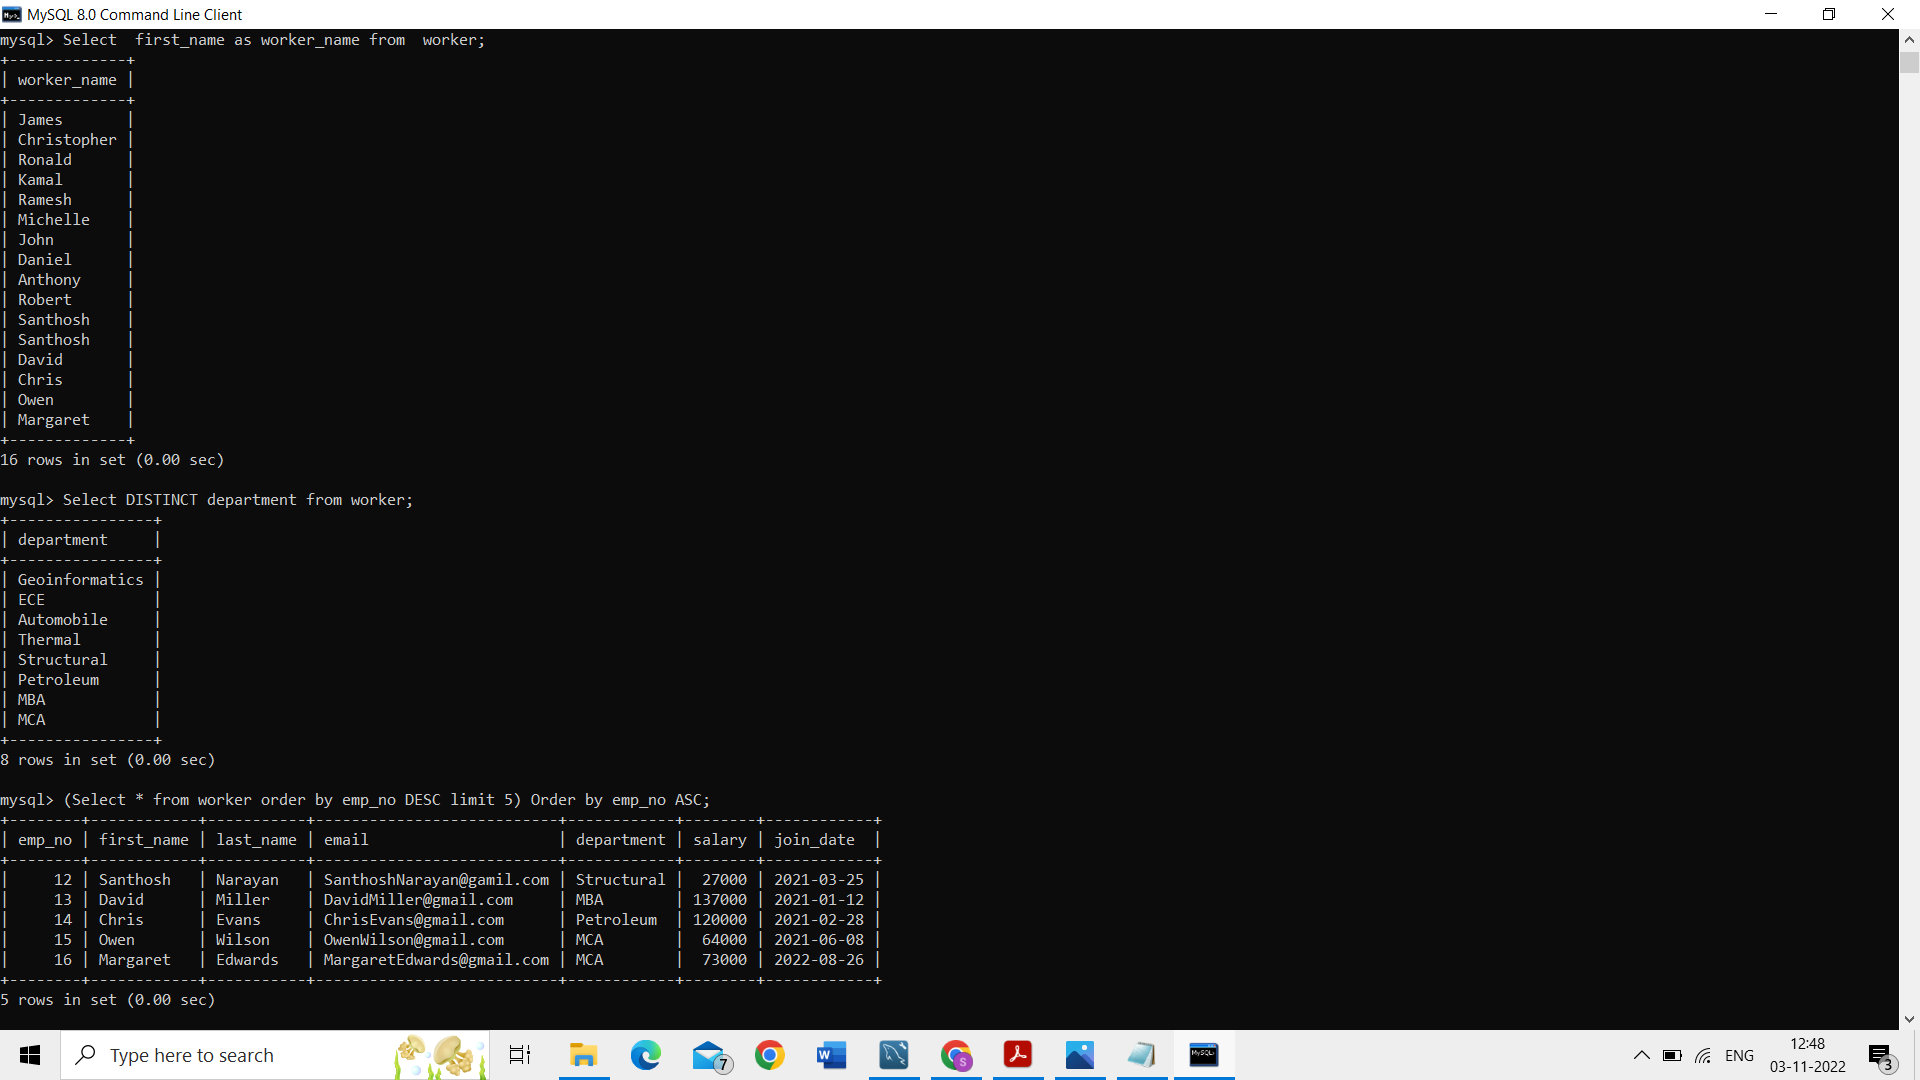 MySQL 8.0 Command Line Client
mysql> Select  first_name as worker_name from  worker;
+-------------+
| worker_name |
+-------------+
| James       |
| Christopher |
| Ronald      |
| Kamal       |
| Ramesh      |
| Michelle    |
| John        |
| Daniel      |
| Anthony     |
| Robert      |
| Santhosh    |
| Santhosh    |
| David       |
| Chris       |
| Owen        |
| Margaret    |
+-------------+
16 rows in set (0.00 sec)
mysql> Select DISTINCT department from worker;
+----------------+
| department     |
+----------------+
| Geoinformatics |
| ECE            |
| Automobile     |
| Thermal        |
| Structural     |
| Petroleum      |
| MBA            |
| MCA            |
+----------------+
8 rows in set (0.00 sec)
mysql> (Select * from worker order by emp_no DESC limit 5) Order by emp_no ASC;
+--------+------------+-----------+---------------------------+------------+--------+------------+
| emp_no | first_name | last_name | email                     | department | salary | join_date  |
+--------+------------+-----------+---------------------------+------------+--------+------------+
|     12 | Santhosh   | Narayan   | SanthoshNarayan@gamil.com | Structural |  27000 | 2021-03-25 |
|     13 | David      | Miller    | DavidMiller@gmail.com     | MBA        | 137000 | 2021-01-12 |
|     14 | Chris      | Evans     | ChrisEvans@gmail.com      | Petroleum  | 120000 | 2021-02-28 |
|     15 | Owen       | Wilson    | OwenWilson@gmail.com      | MCA        |  64000 | 2021-06-08 |
|     16 | Margaret   | Edwards   | MargaretEdwards@gmail.com | MCA        |  73000 | 2022-08-26 |
+--------+------------+-----------+---------------------------+------------+--------+------------+
5 rows in set (0.00 sec)
Type here to search
7
W
S
MySQL
ENG
12:48
03-11-2022
3